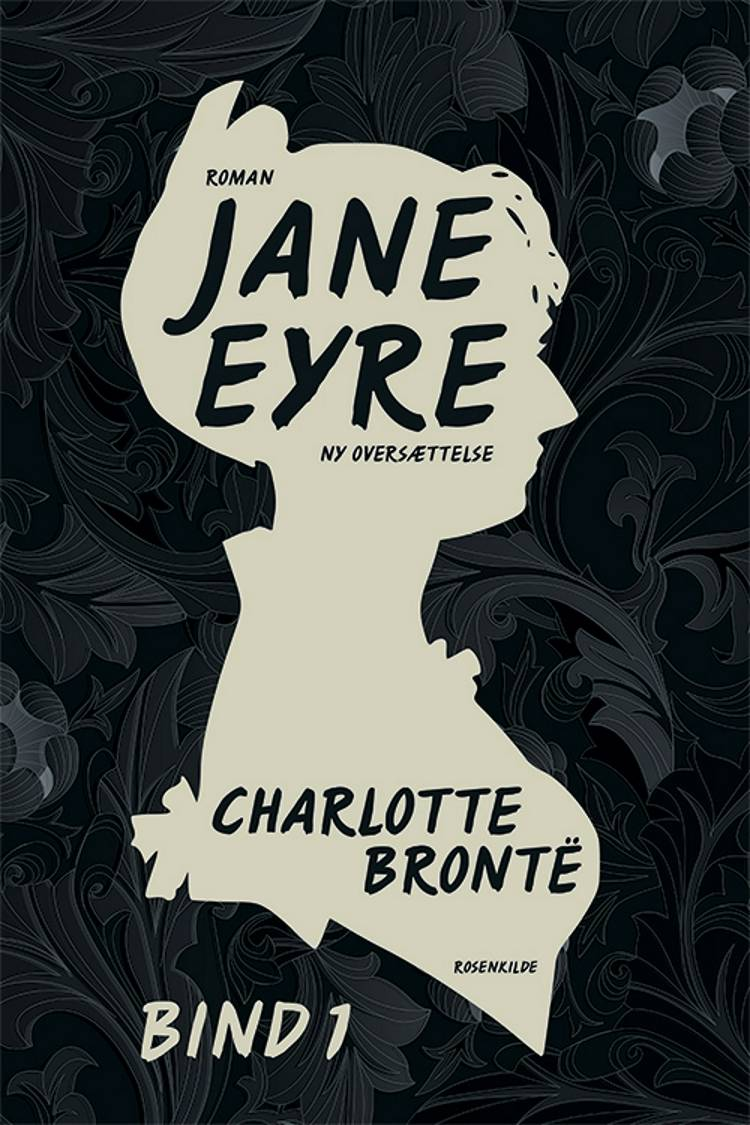 ROMAN
JANE
EYRE
NY OVERSÆTTELSE
CHARLOTTE
BRONTË
ROSENKILDE
BIND 1